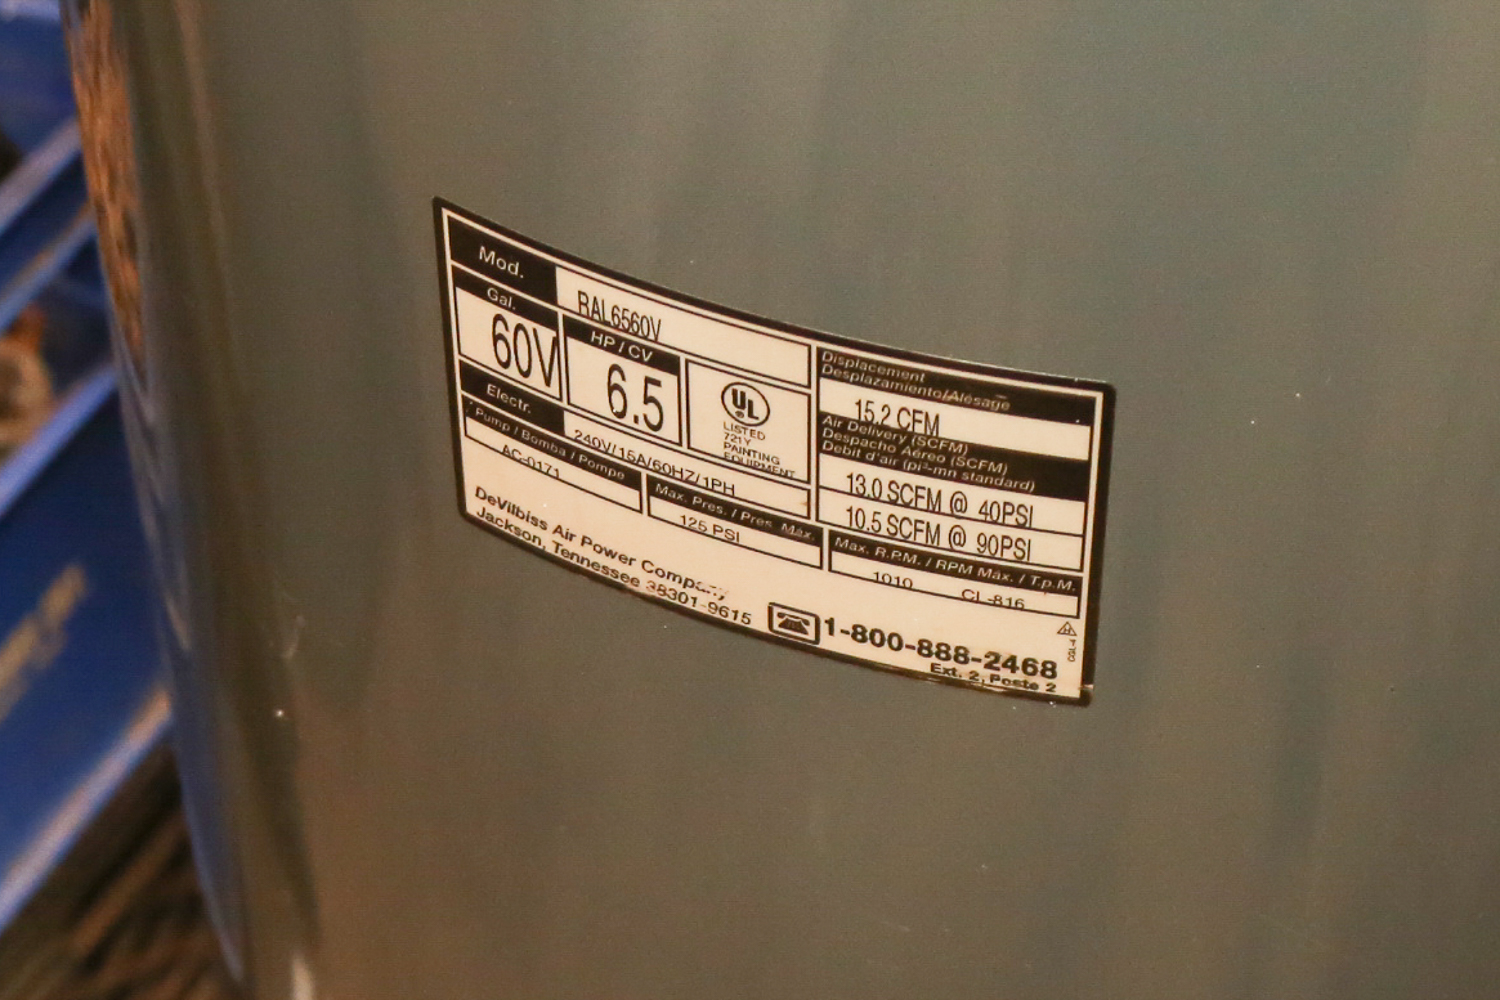 Mod.
RAL6560V
Gal.
60V
HP / CV
6.5
UL
LISTED
721Y
PAINTING
EQUIPMENT
Displacement
Desplazamiento/Alésage
15.2 CFM
Air Delivery (SCFM)
Despacho Aéreo (SCFM)
Debit d'air (pi³-mn standard)
13.0 SCFM @ 40PSI
10.5 SCFM @ 90PSI
Electr.
240V/15A/60HZ/1PH
Pump / Bomba / Pompe
AC-0171
Max. Pres. / Pres. Máx.
125 PSI
Max. R.P.M. / RPM Máx. / T.p.M.
1010
CL-816
DeVilbiss Air Power Company
Jackson, Tennessee 38301-9615
1-800-888-2468
Ext. 2, Poste 2